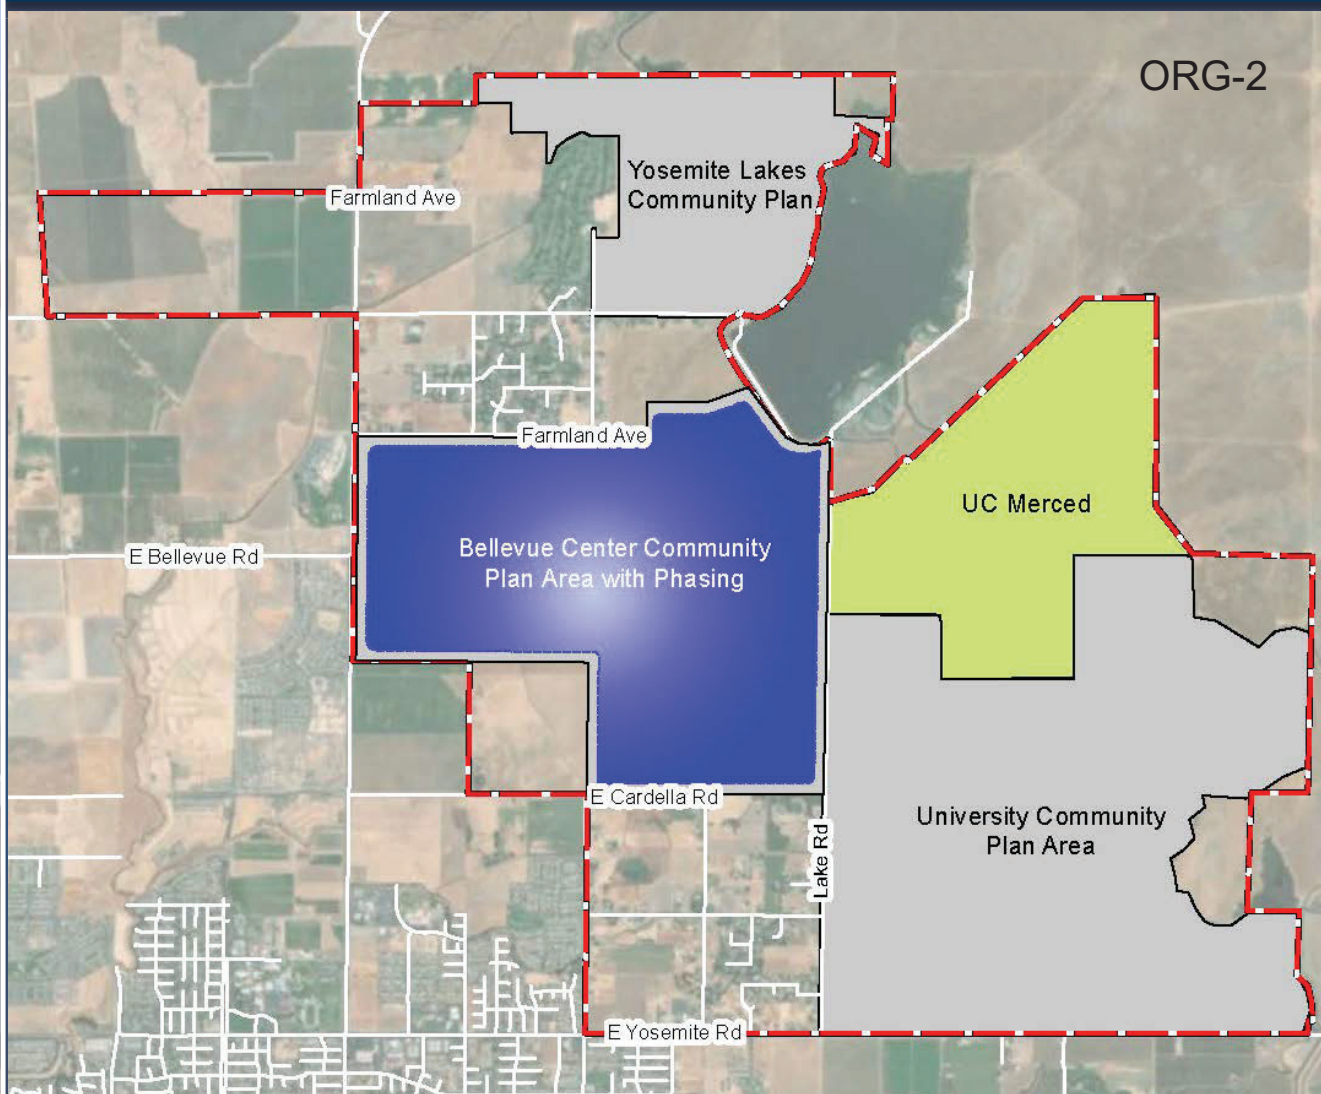 ORG-2
Yosemite Lakes
Community Plan
Farmland Ave
Farmland Ave
UC Merced
E Bellevue Rd
Bellevue Center Community
Plan Area with Phasing
E Cardella Rd
University Community
Plan Area
Lake Rd
E Yosemite Rd